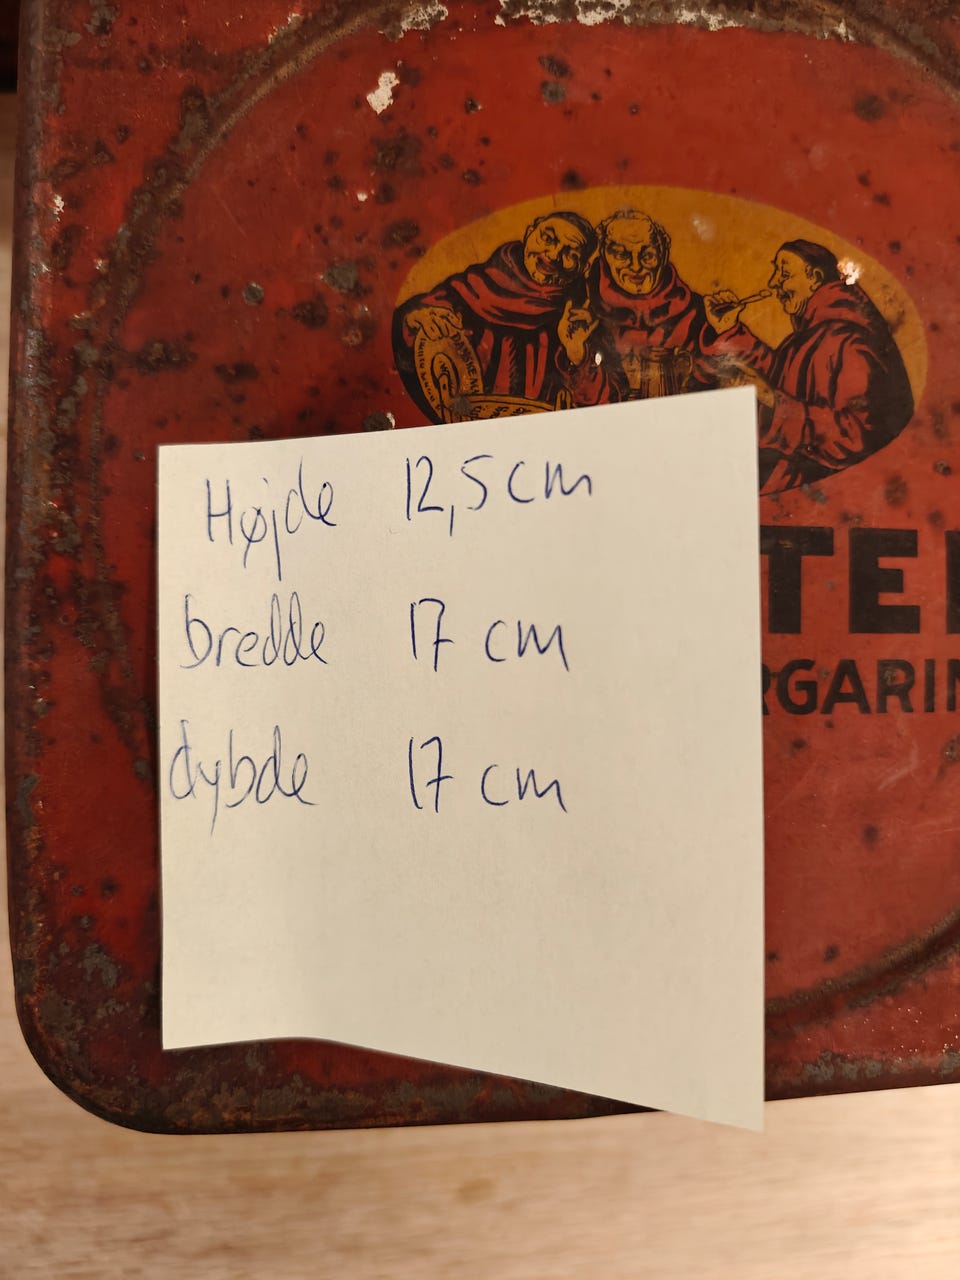 Højde 12,5 cm
bredde 17 cm
dybde 17 cm
TE
RGARIN